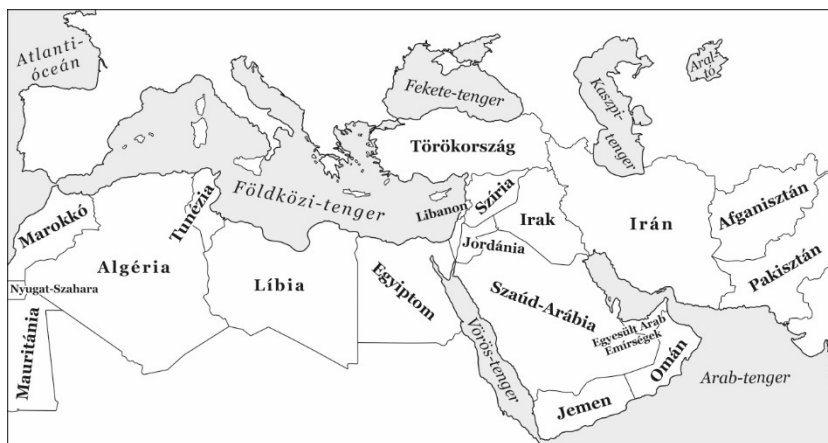 Atlanti-
óceán
Fekete-tenger
Kaszpi-
tenger
Aral-
tó
Törökország
Földközi-tenger
Libanon
Szíria
Irak
Irán
Afganisztán
Pakisztán
Marokkó
Tunézia
Algéria
Líbia
Egyiptom
Jordánia
Nyugat-Szahara
Mauritánia
Szaúd-Arábia
Egyesült Arab
Emírségek
Vörös-tenger
Omán
Jemen
Arab-tenger